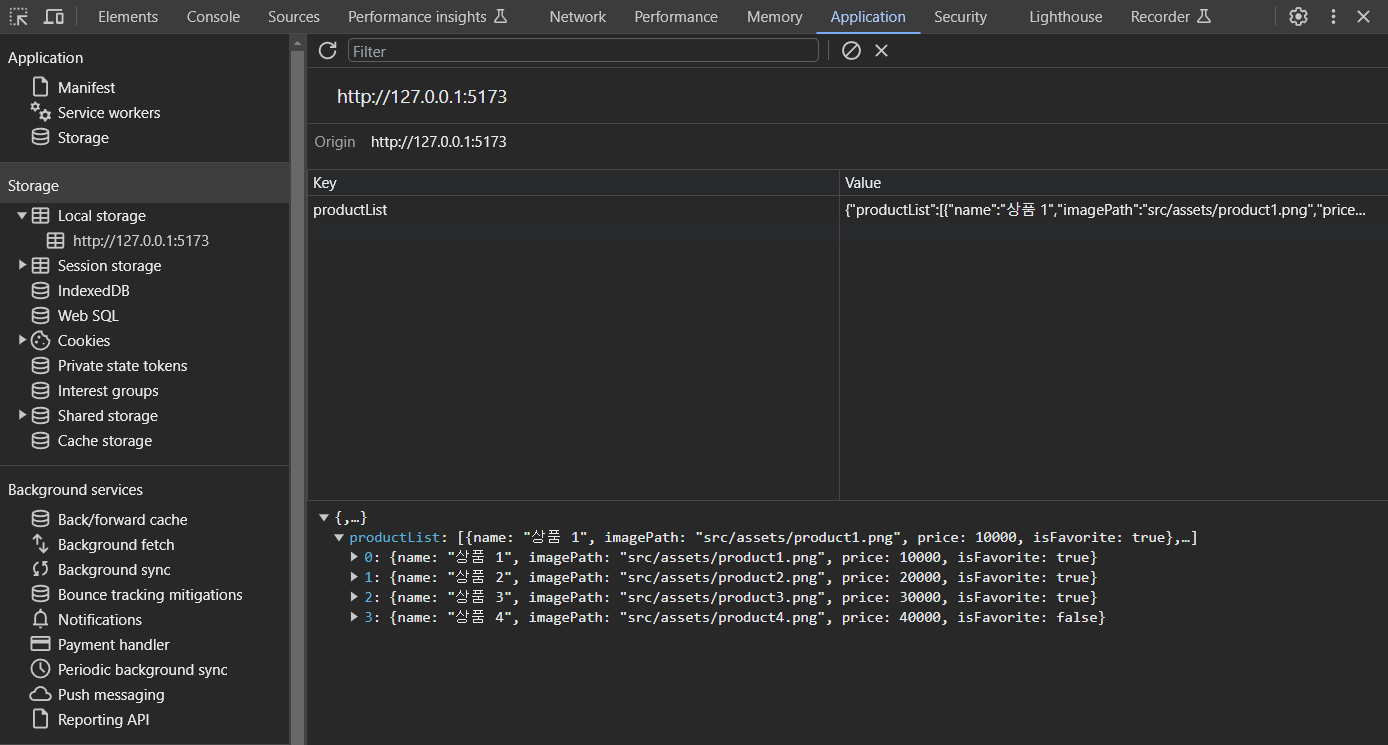 Elements Console Sources Performance insights Network Performance Memory Application Security Lighthouse Recorder
Application
Manifest
Service workers
Storage
Storage
Local storage
http://127.0.0.1:5173
Session storage
IndexedDB
Web SQL
Cookies
Private state tokens
Interest groups
Shared storage
Cache storage
Background services
Back/forward cache
Background fetch
Background sync
Bounce tracking mitigations
Notifications
Payment handler
Periodic background sync
Push messaging
Reporting API
Filter
http://127.0.0.1:5173
Origin http://127.0.0.1:5173
Key Value
productList {"productList":[{"name":"상품 1","imagePath":"src/assets/product1.png","price...
{,…}
productList: [{name: "상품 1", imagePath: "src/assets/product1.png", price: 10000, isFavorite: true},…]
0: {name: "상품 1", imagePath: "src/assets/product1.png", price: 10000, isFavorite: true}
1: {name: "상품 2", imagePath: "src/assets/product2.png", price: 20000, isFavorite: true}
2: {name: "상품 3", imagePath: "src/assets/product3.png", price: 30000, isFavorite: true}
3: {name: "상품 4", imagePath: "src/assets/product4.png", price: 40000, isFavorite: false}